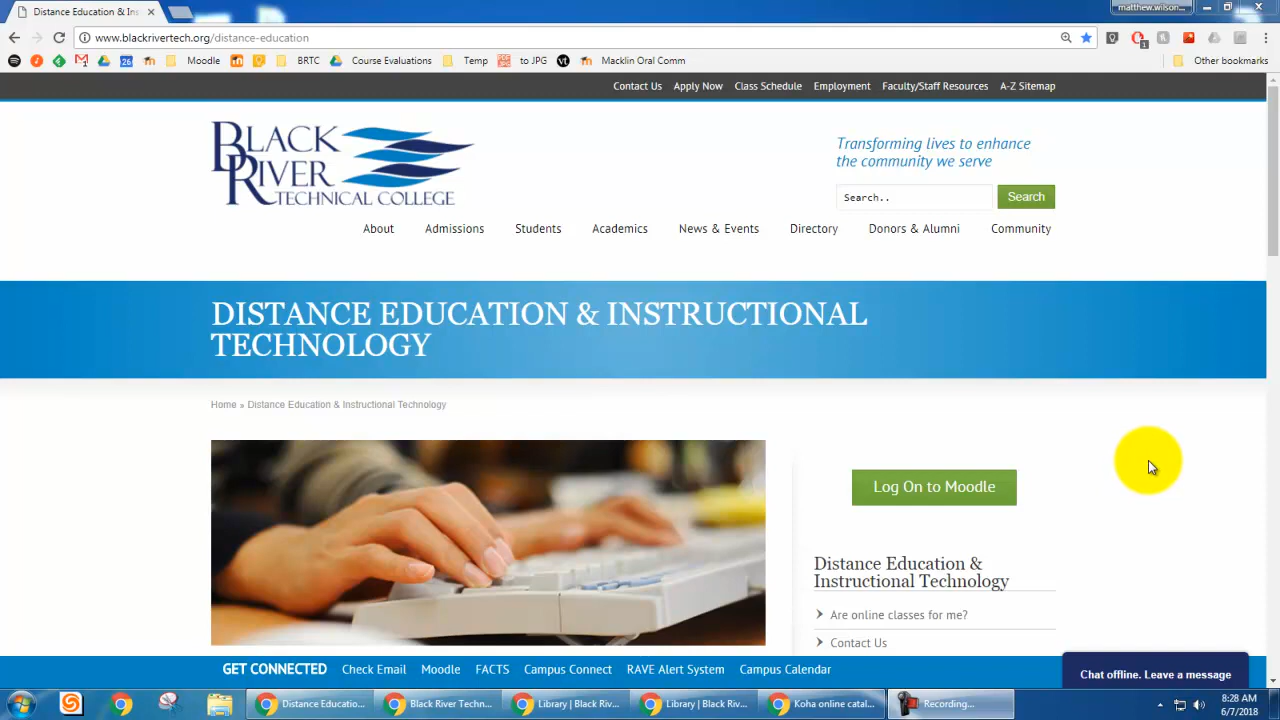 Distance Education & Ins
matthew.wilson...
www.blackrivertech.org/distance-education
1
26
Moodle
BRTC
Course Evaluations
Temp
to JPG
Macklin Oral Comm
Other bookmarks
Contact Us
Apply Now
Class Schedule
Employment
Faculty/Staff Resources
A-Z Sitemap
BLACK
RIVER
TECHNICAL COLLEGE
Transforming lives to enhance
the community we serve
Search..
Search
About
Admissions
Students
Academics
News & Events
Directory
Donors & Alumni
Community
DISTANCE EDUCATION & INSTRUCTIONAL
TECHNOLOGY
Home » Distance Education & Instructional Technology
Log On to Moodle
Distance Education &
Instructional Technology
Are online classes for me?
Contact Us
GET CONNECTED
Check Email
Moodle
FACTS
Campus Connect
RAVE Alert System
Campus Calendar
Chat offline. Leave a message
Distance Educatio...
Black River Techn...
Library | Black Riv...
Library | Black Riv...
Koha online catal...
Recording...
8:28 AM
6/7/2018